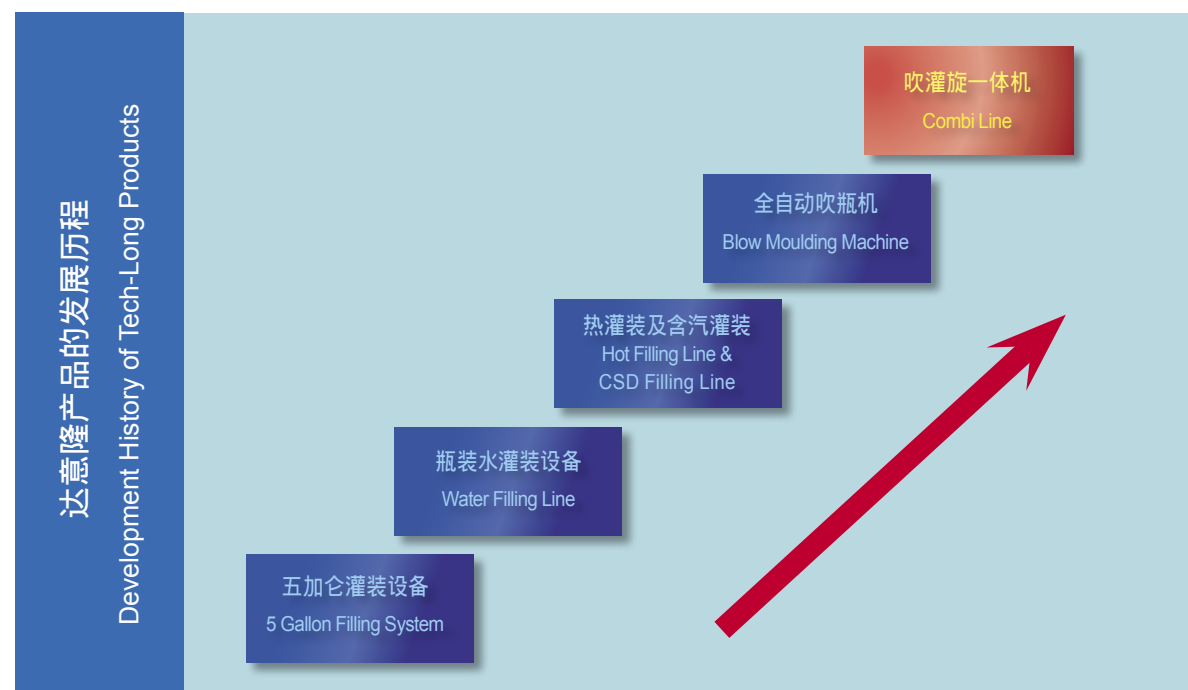 达意隆产品的发展历程
Development History of Tech-Long Products
吹灌旋一体机
Combi Line
全自动吹瓶机
Blow Moulding Machine
热灌装及含汽灌装
Hot Filling Line &
CSD Filling Line
瓶装水灌装设备
Water Filling Line
五加仑灌装设备
5 Gallon Filling System